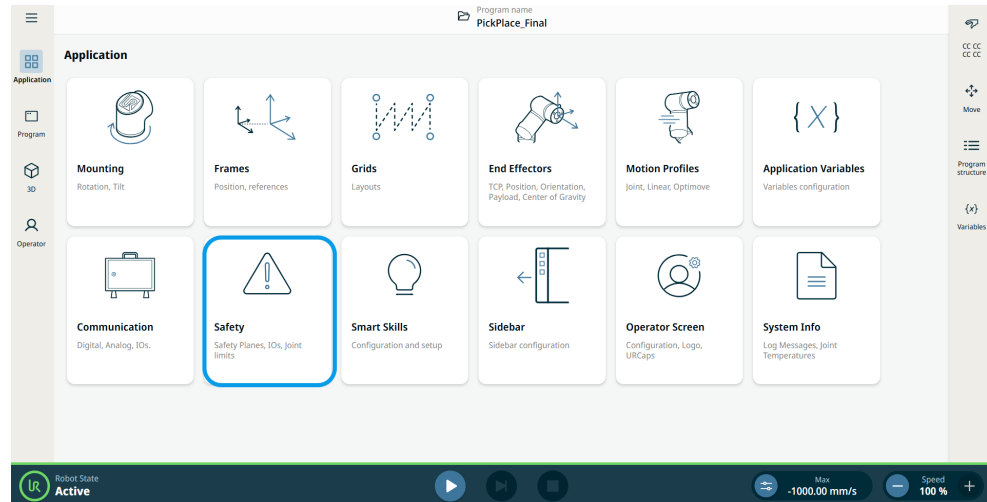 Program name
PickPlace_Final
Application
Program
3D
Operator
Application
Mounting
Rotation, Tilt
Frames
Position, references
Grids
Layouts
End Effectors
TCP, Position, Orientation,
Payload, Center of Gravity
Motion Profiles
Joint, Linear, Optimove
Application Variables
Variables configuration
Communication
Digital, Analog, IOs.
Safety
Safety Planes, IOs, Joint
limits
Smart Skills
Configuration and setup
Sidebar
Sidebar configuration
Operator Screen
Configuration, Logo,
URCaps
System Info
Log Messages, Joint
Temperatures
CC CC
CC CC
Move
Program
structure
{x}
Variables
UR
Robot State
Active
Max
-1000.00 mm/s
Speed
100 %